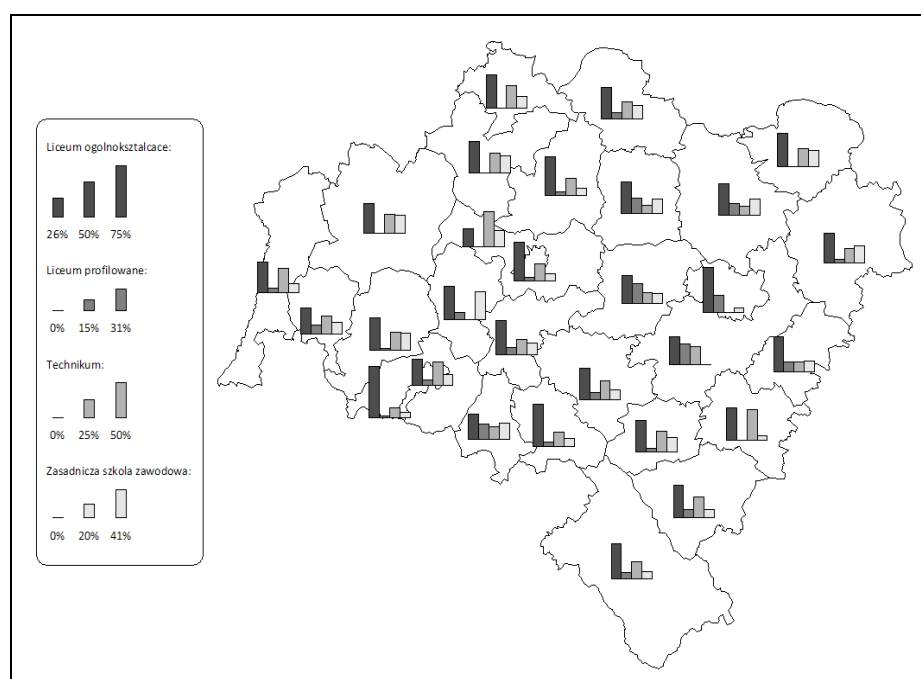 Liceum ogolnoksztalcace:
26% 50% 75%
Liceum profilowane:
0% 15% 31%
Technikum:
0% 25% 50%
Zasadnicza szkola zawodowa:
0% 20% 41%